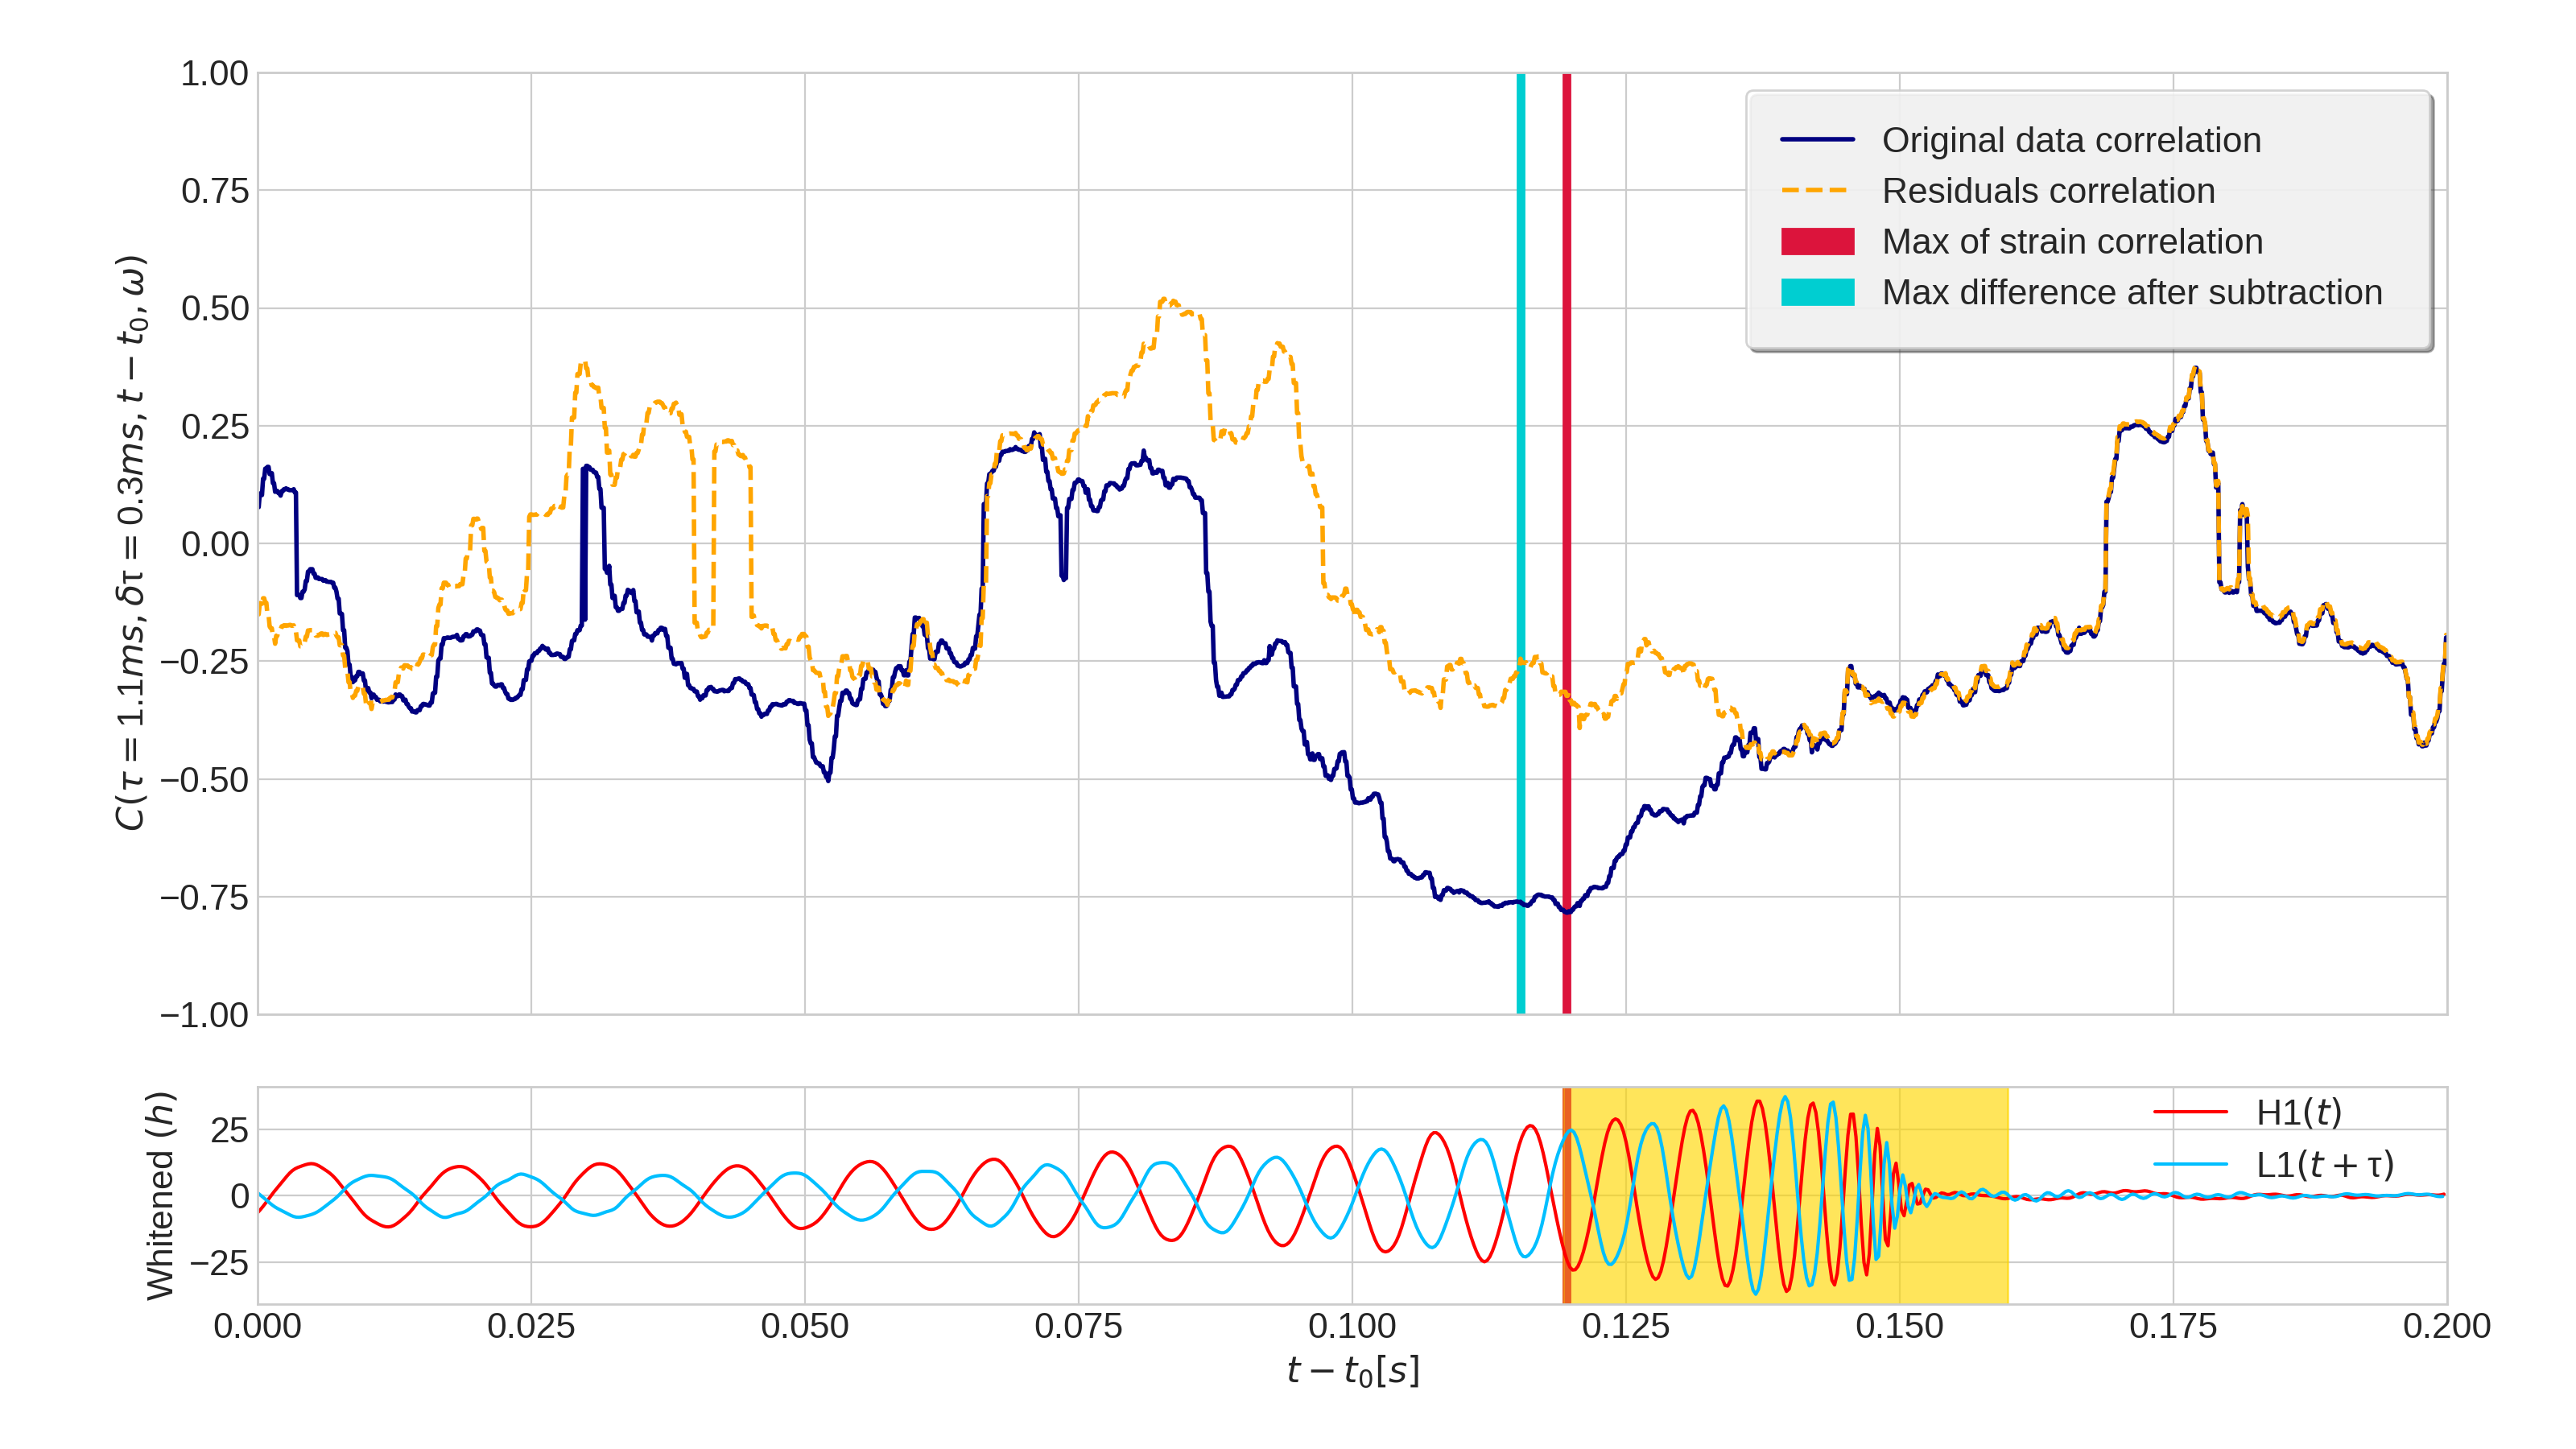 1.00
0.75
0.50
0.25
0.00
−0.25
−0.50
−0.75
−1.00
C(τ = 1.1ms, δτ = 0.3ms, t − t₀, ω)
Original data correlation
Residuals correlation
Max of strain correlation
Max difference after subtraction
Whitened (h)
25
0
−25
H1(t)
L1(t + τ)
0.000 0.025 0.050 0.075 0.100 0.125 0.150 0.175 0.200
t − t₀[s]